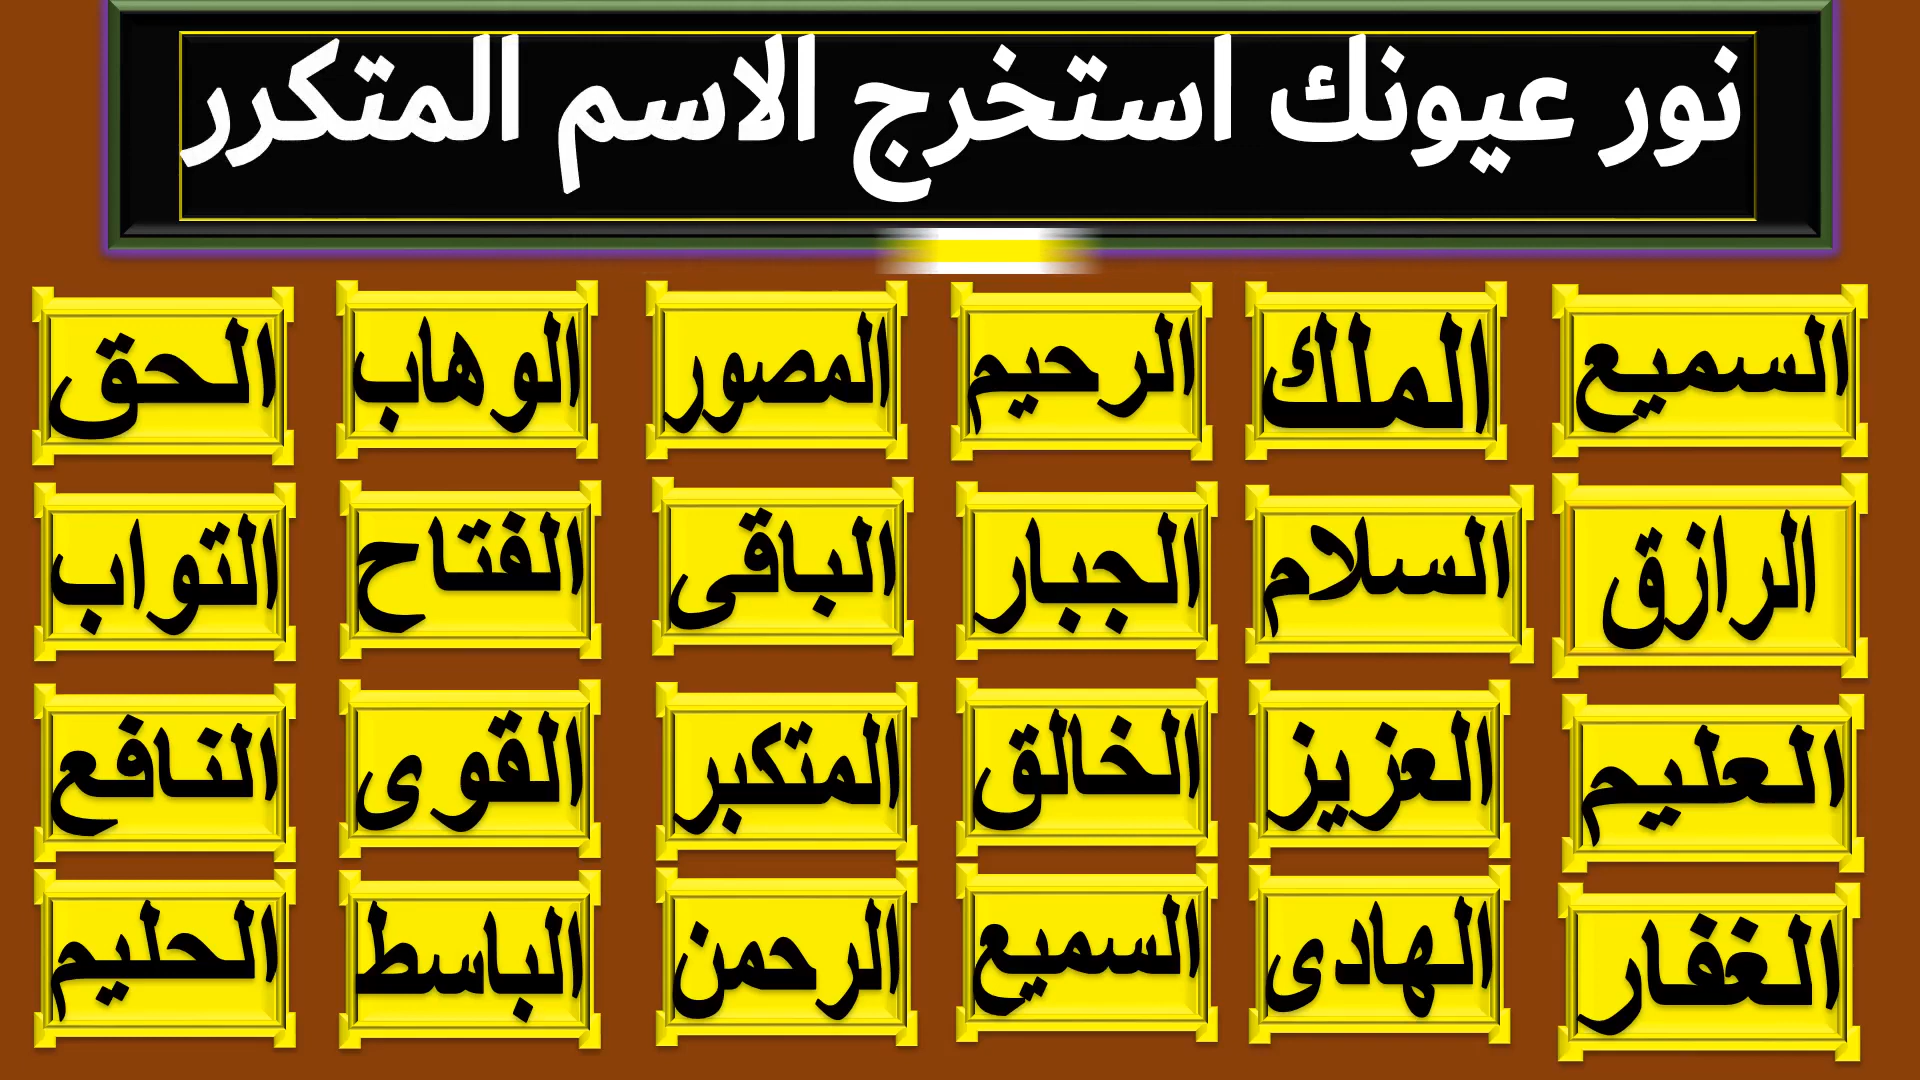 نور عيونك استخرج الاسم المتكرر
السميع الملك الرحيم المصور الوهاب الحق
الرازق السلام الجبار الباقى الفتاح التواب
العليم العزيز الخالق المتكبر القوى النافع
الغفار الهادى السميع الرحمن الباسط الحليم